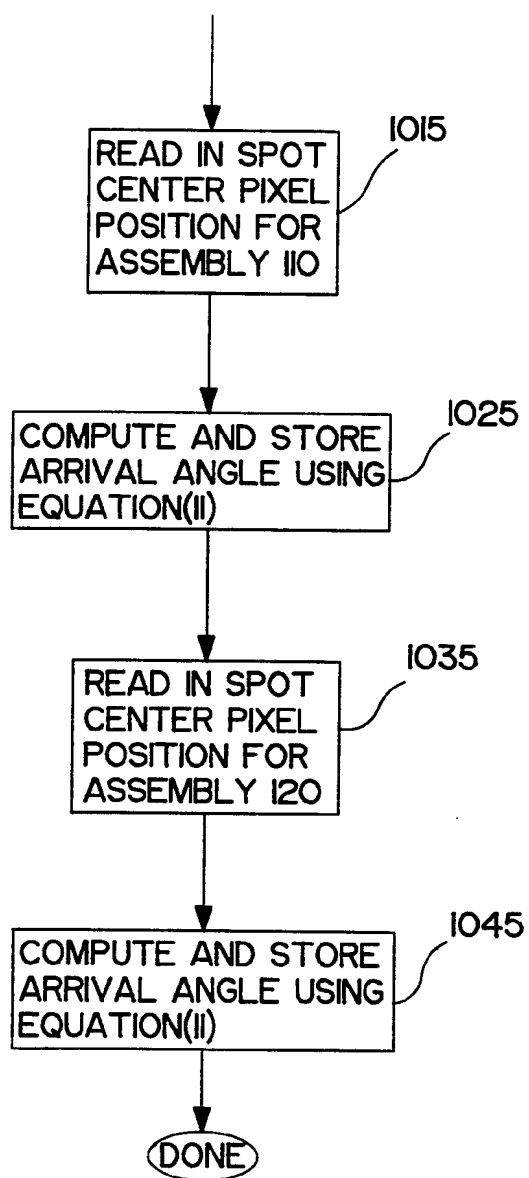 1015
READ IN SPOT
CENTER PIXEL
POSITION FOR
ASSEMBLY 110
1025
COMPUTE AND STORE
ARRIVAL ANGLE USING
EQUATION(11)
1035
READ IN SPOT
CENTER PIXEL
POSITION FOR
ASSEMBLY 120
1045
COMPUTE AND STORE
ARRIVAL ANGLE USING
EQUATION(11)
DONE